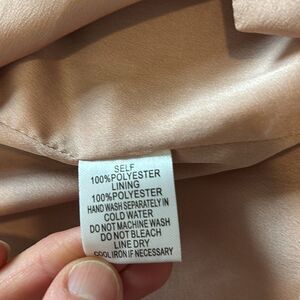 SELF
100%POLYESTER
LINING
100%POLYESTER
HAND WASH SEPARATELY IN
COLD WATER
DO NOT MACHINE WASH
DO NOT BLEACH
LINE DRY
COOL IRON IF NECESSARY